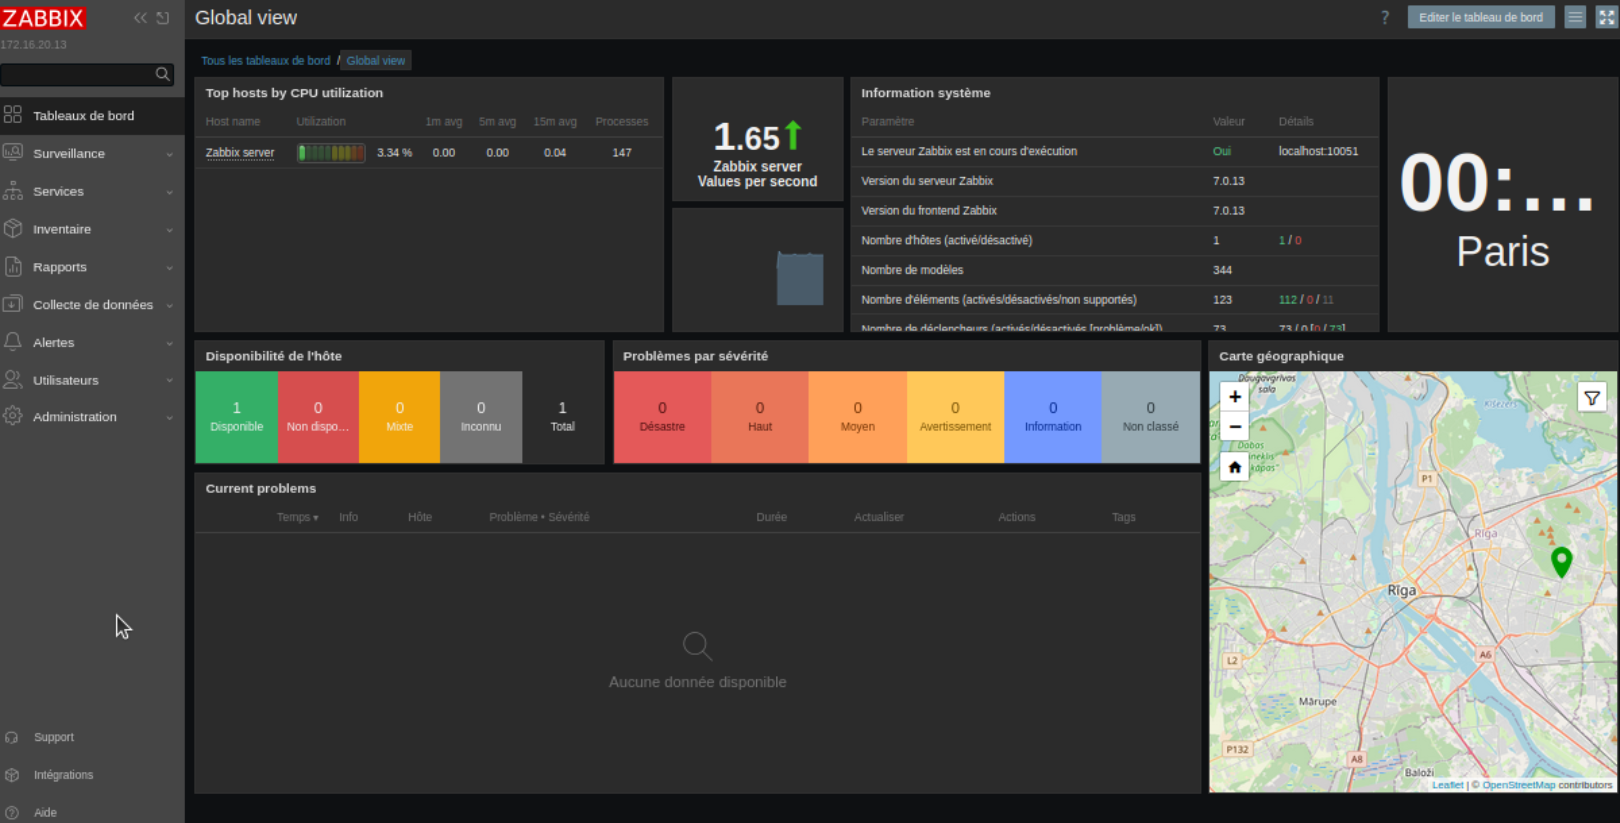 ZABBIX
172.16.20.13
Tableaux de bord
Surveillance
Services
Inventaire
Rapports
Collecte de données
Alertes
Utilisateurs
Administration
Support
Intégrations
Aide
Global view
? Editer le tableau de bord
Tous les tableaux de bord / Global view
Top hosts by CPU utilization
Host name Utilization 1m avg 5m avg 15m avg Processes
Zabbix server 3.34 % 0.00 0.00 0.04 147
1.65
Zabbix server
Values per second
Information système
Paramètre Valeur Détails
Le serveur Zabbix est en cours d'exécution Oui localhost:10051
Version du serveur Zabbix 7.0.13
Version du frontend Zabbix 7.0.13
Nombre d'hôtes (activé/désactivé) 1 1 / 0
Nombre de modèles 344
Nombre d'éléments (activés/désactivés/non supportés) 123 112 / 0 / 11
Nombre de déclencheurs (activés/désactivés [problème/ok]) 73 73 / 0 [0 / 73]
00:...
Paris
Disponibilité de l'hôte
1 0 0 0 1
Disponible Non dispo... Mixte Inconnu Total
Problèmes par sévérité
0 0 0 0 0 0
Désastre Haut Moyen Avertissement Information Non classé
Current problems
Temps ▾ Info Hôte Problème • Sévérité Durée Actualiser Actions Tags
Aucune donnée disponible
Carte géographique
Daugavgrīvas
sala
+
−
Ķīšezers
Dabas
kāpas"
P1
Rīga
Rīga
A6
L2
Mārupe
P132
A8
Baloži
Leaflet | © OpenStreetMap contributors